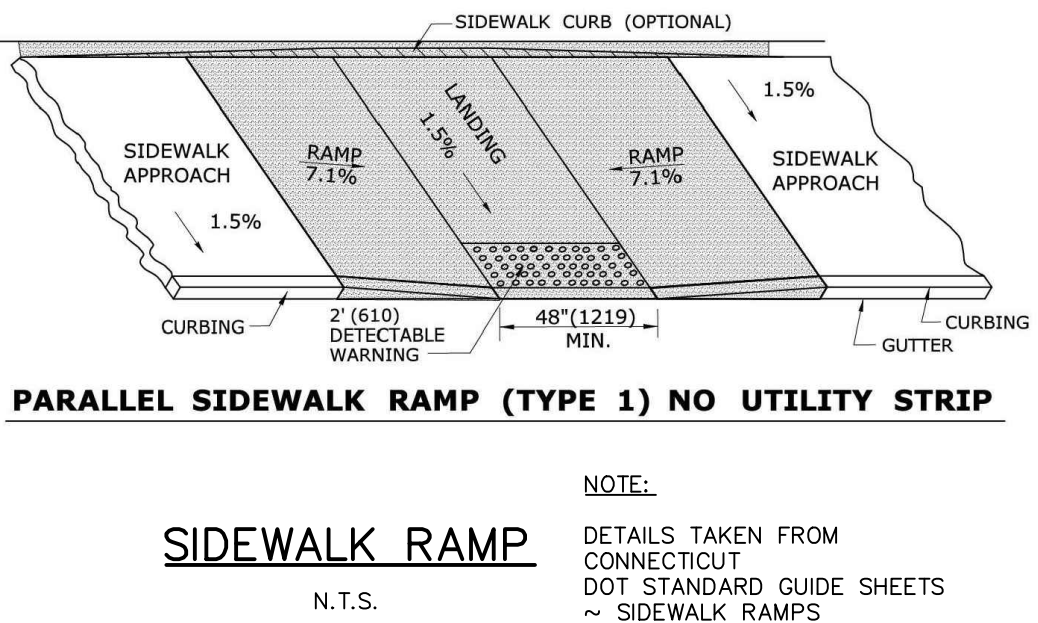 SIDEWALK CURB (OPTIONAL)
1.5%
LANDING
1.5%
SIDEWALK
APPROACH
RAMP
7.1%
RAMP
7.1%
SIDEWALK
APPROACH
1.5%
CURBING
2' (610)
DETECTABLE
WARNING
48"(1219)
MIN.
CURBING
GUTTER
PARALLEL SIDEWALK RAMP (TYPE 1) NO UTILITY STRIP
SIDEWALK RAMP
N.T.S.
NOTE:
DETAILS TAKEN FROM
CONNECTICUT
DOT STANDARD GUIDE SHEETS
~ SIDEWALK RAMPS